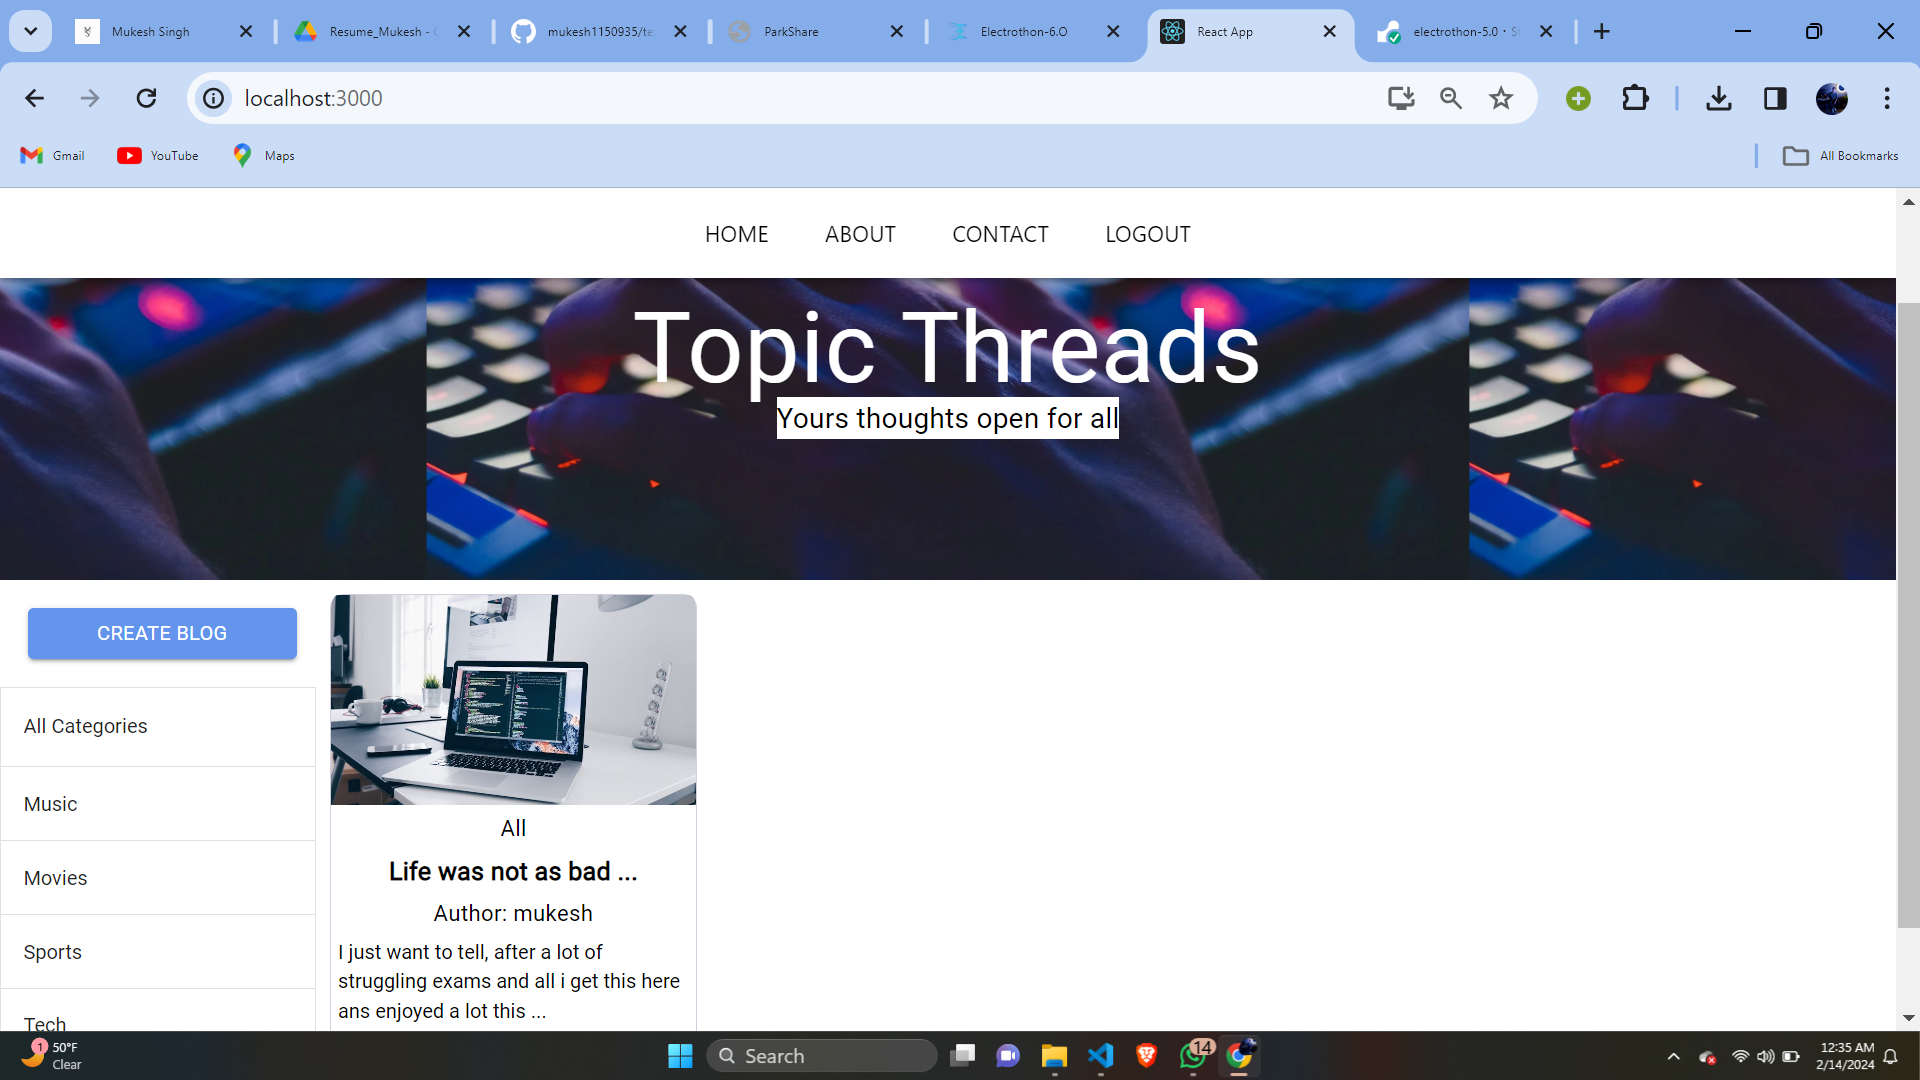 Mukesh Singh
Resume_Mukesh -
mukesh1150935/te
ParkShare
Electrothon-6.O
React App
electrothon-5.0 •
localhost:3000
Gmail
YouTube
Maps
All Bookmarks
HOME
ABOUT
CONTACT
LOGOUT
Topic Threads
Yours thoughts open for all
CREATE BLOG
All Categories
Music
Movies
Sports
Tech
All
Life was not as bad ...
Author: mukesh
I just want to tell, after a lot of
struggling exams and all i get this here
ans enjoyed a lot this ...
1
50°F
Clear
Search
14
12:35 AM
2/14/2024